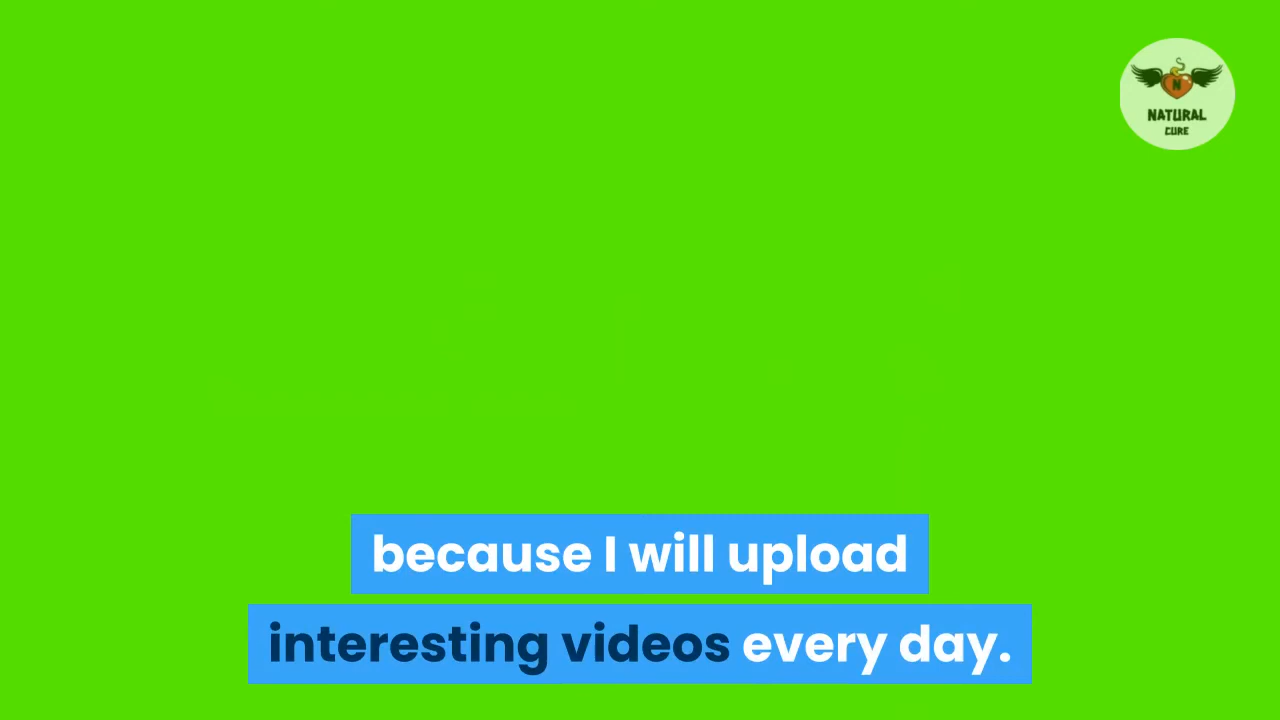 N
NATURAL
CURE
because I will upload
interesting videos every day.